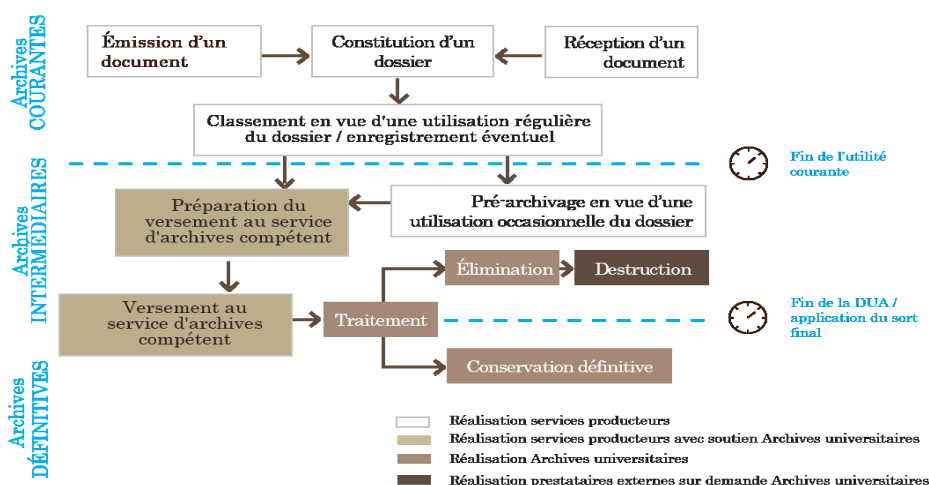 Archives
COURANTES
Émission d'un
document
Constitution d'un
dossier
Réception d'un
document
Classement en vue d'une utilisation régulière
du dossier / enregistrement éventuel
Fin de l'utilité
courante
Archives
INTERMÉDIAIRES
Préparation du
versement au service
d'archives compétent
Pré-archivage en vue d'une
utilisation occasionnelle du dossier
Élimination
Destruction
Versement au
service d'archives
compétent
Traitement
Fin de la DUA /
application du sort
final
Archives
DÉFINITIVES
Conservation définitive
Réalisation services producteurs
Réalisation services producteurs avec soutien Archives universitaires
Réalisation Archives universitaires
Réalisation prestataires externes sur demande Archives universitaires